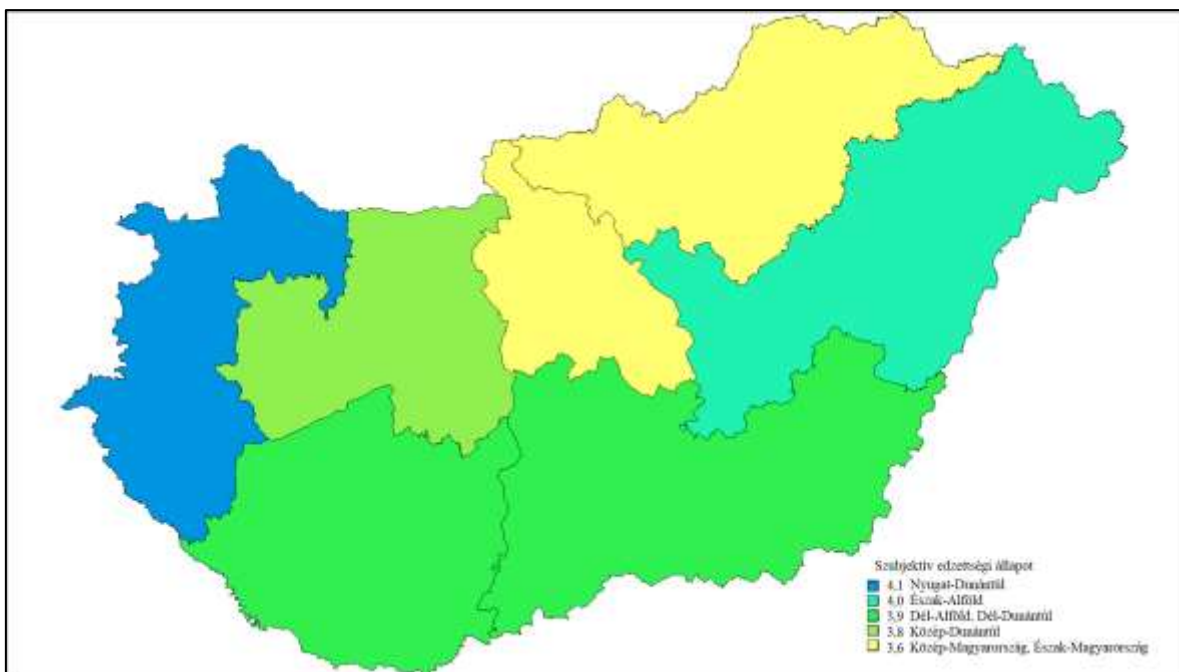 Szubjektív edzettségi állapot
4,1 Nyugat-Dunántúl
4,0 Észak-Alföld
3,9 Dél-Alföld, Dél-Dunántúl
3,8 Közép-Dunántúl
3,6 Közép-Magyarország, Észak-Magyarország